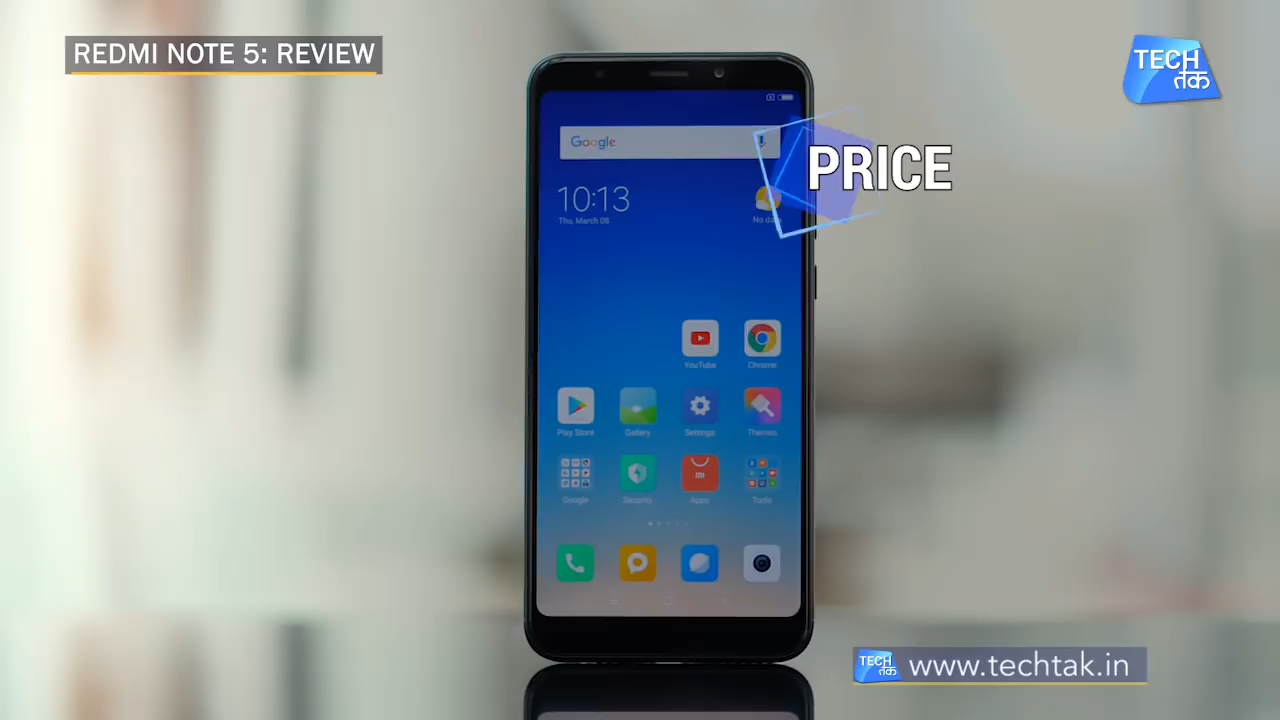 REDMI NOTE 5: REVIEW
TECH
तक
Google
PRICE
10:13
Thu, March 08
YouTube
Chrome
Play Store
Gallery
Settings
Themes
Google
Security
Apps
Tools
TECH
तक
www.techtak.in